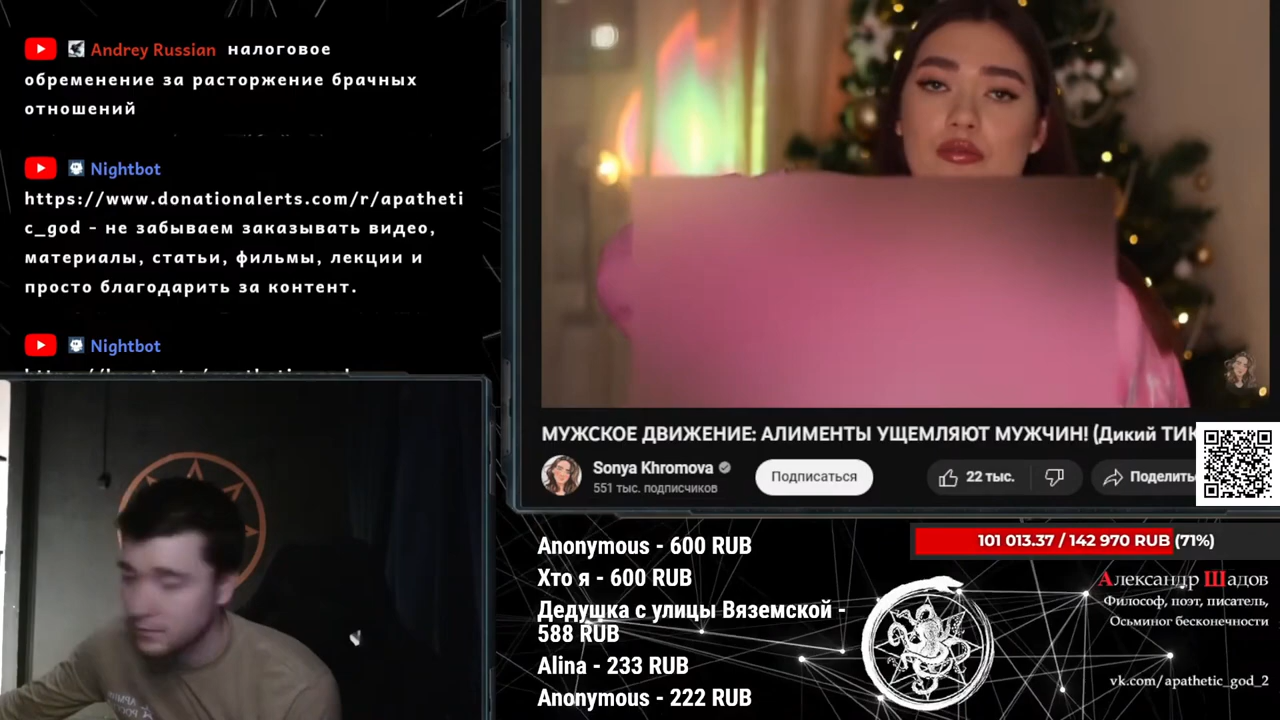 Andrey Russian налоговое
обременение за расторжение брачных
отношений
Nightbot
https://www.donationalerts.com/r/apatheti
c_god - не забываем заказывать видео,
материалы, статьи, фильмы, лекции и
просто благодарить за контент.
Nightbot
МУЖСКОЕ ДВИЖЕНИЕ: АЛИМЕНТЫ УЩЕМЛЯЮТ МУЖЧИН! (Дикий ТИК
Sonya Khromova
551 тыс. подписчиков
Подписаться
22 тыс.
Поделить
Anonymous - 600 RUB
Хто я - 600 RUB
Дедушка с улицы Вяземской -
588 RUB
Alina - 233 RUB
Anonymous - 222 RUB
101 013.37 / 142 970 RUB (71%)
Александр Шадов
Философ, поэт, писатель,
Осьминог бесконечности
vk.com/apathetic_god_2